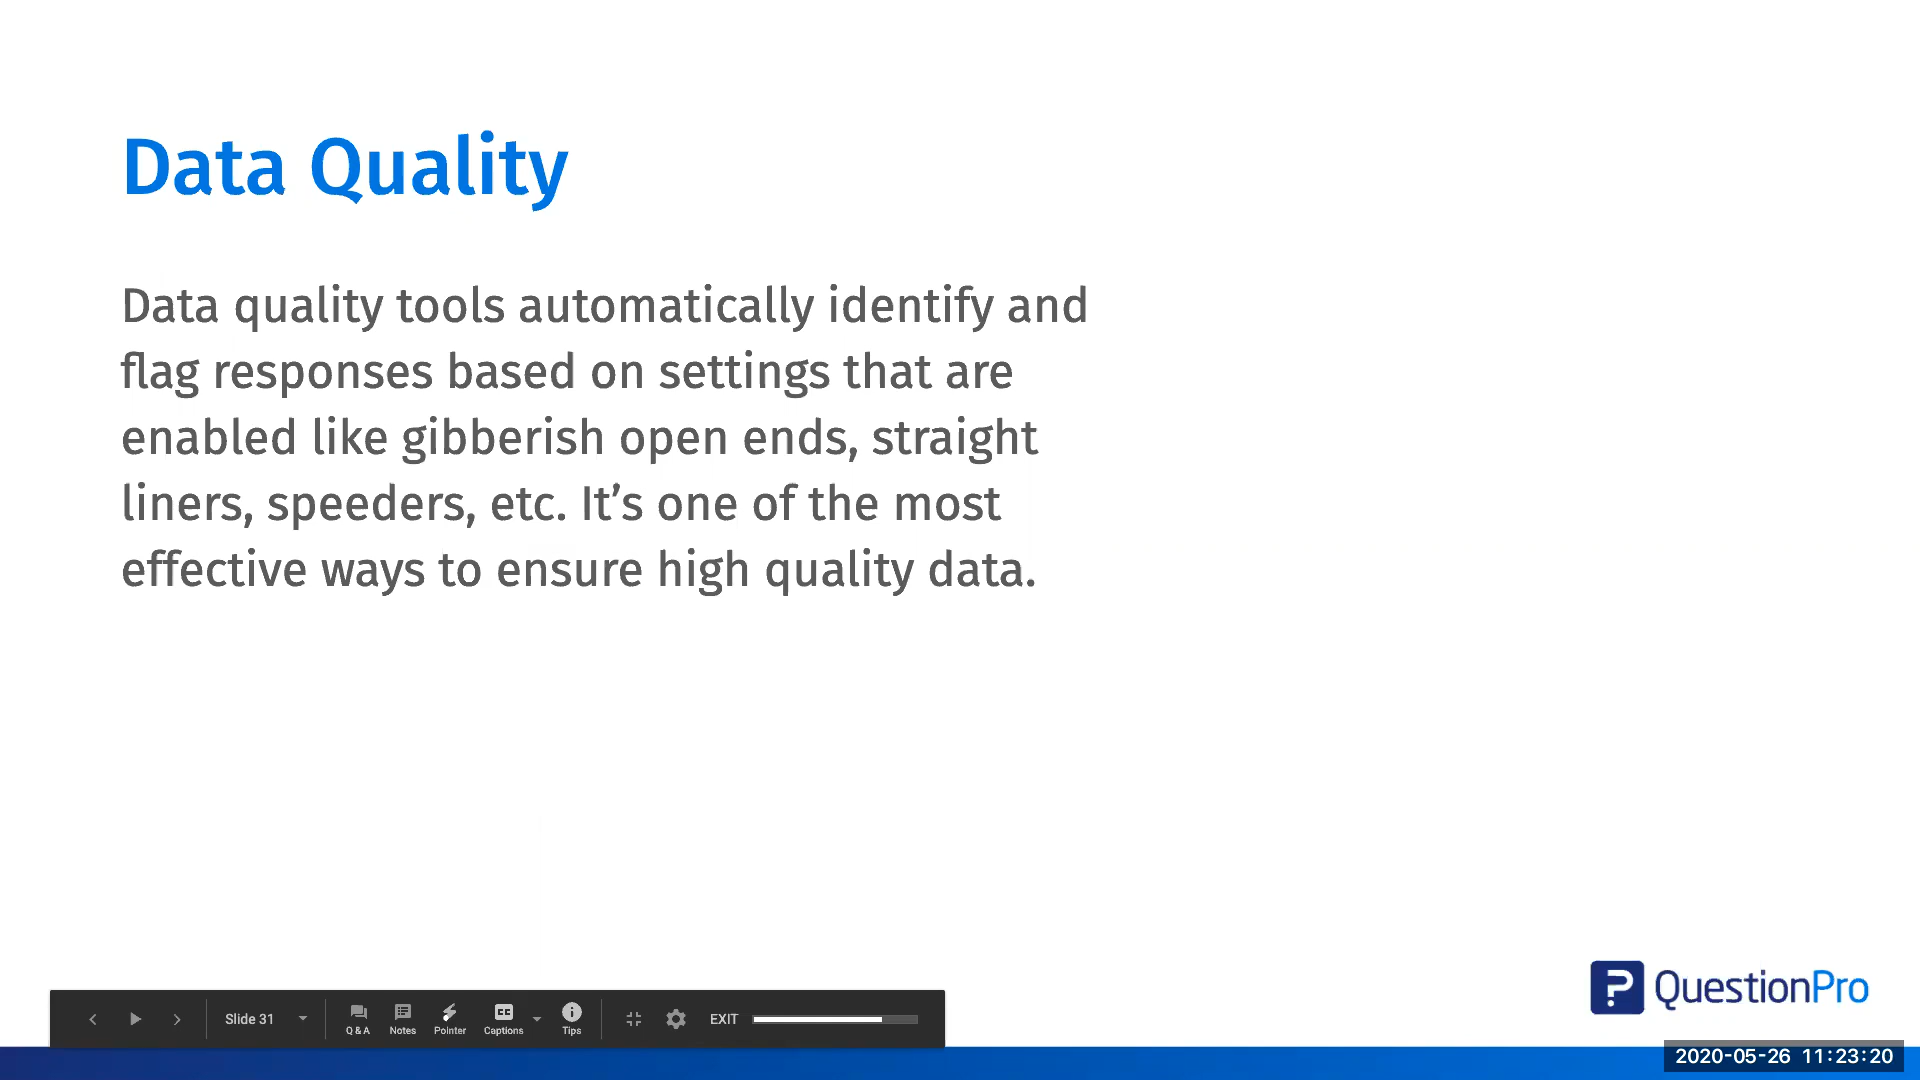 Data Quality
Data quality tools automatically identify and
flag responses based on settings that are
enabled like gibberish open ends, straight
liners, speeders, etc. It’s one of the most
effective ways to ensure high quality data.
QuestionPro
Slide 31
Q & A
Notes
Pointer
Captions
Tips
EXIT
2020-05-26 11:23:20